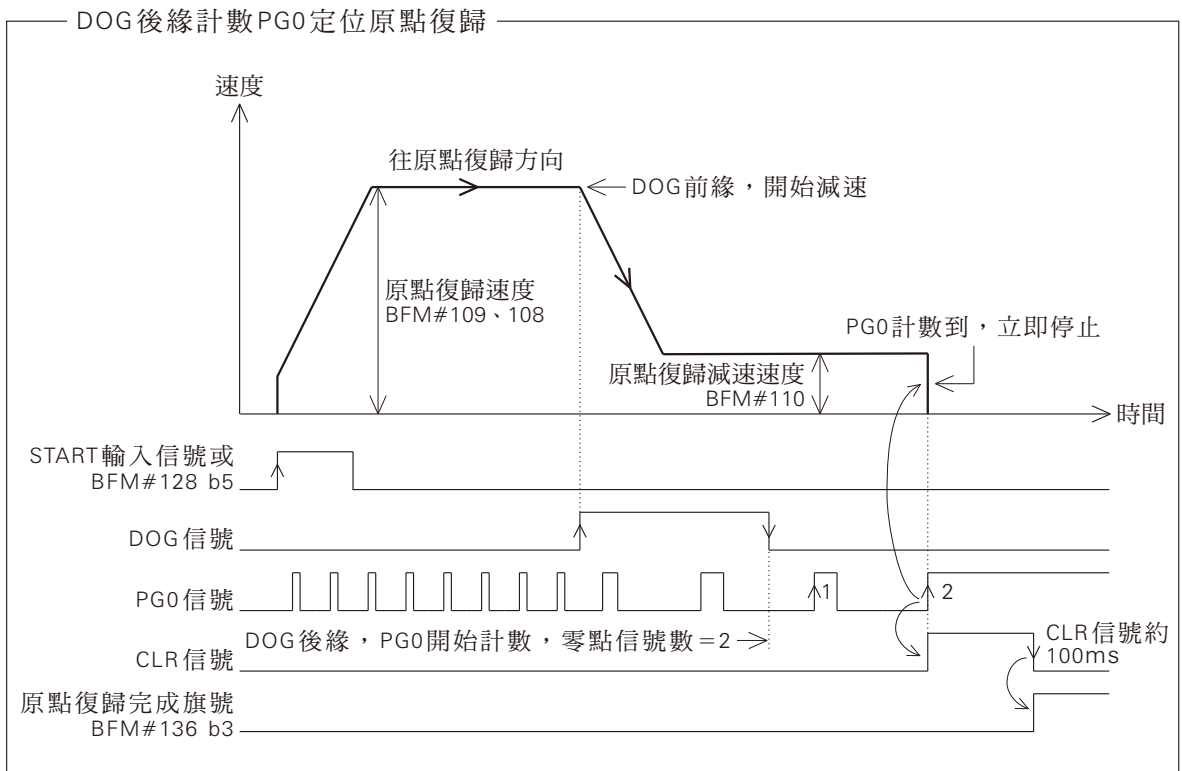 DOG後緣計數PG0定位原點復歸
速度
往原點復歸方向
DOG前緣，開始減速
原點復歸速度
BFM#109、108
PG0計數到，立即停止
原點復歸減速速度
BFM#110
時間
START輸入信號或
BFM#128 b5
DOG信號
PG0信號
1
2
DOG後緣，PG0開始計數，零點信號數=2
CLR信號
CLR信號約
100ms
原點復歸完成旗號
BFM#136 b3